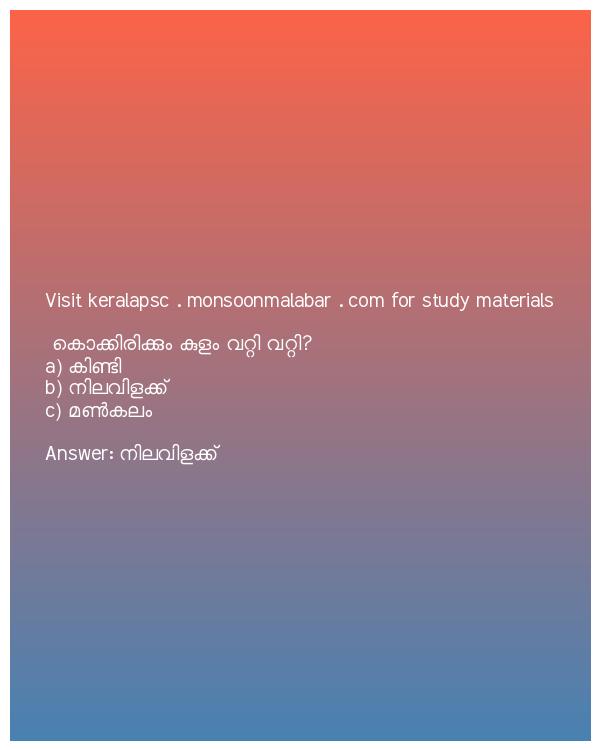 Visit keralapsc . monsoonmalabar . com for study materials
കൊക്കിരിക്കും കുളം വറ്റി വറ്റി?
a) കിണ്ടി
b) നിലവിളക്ക്
c) മൺകലം
Answer: നിലവിളക്ക്